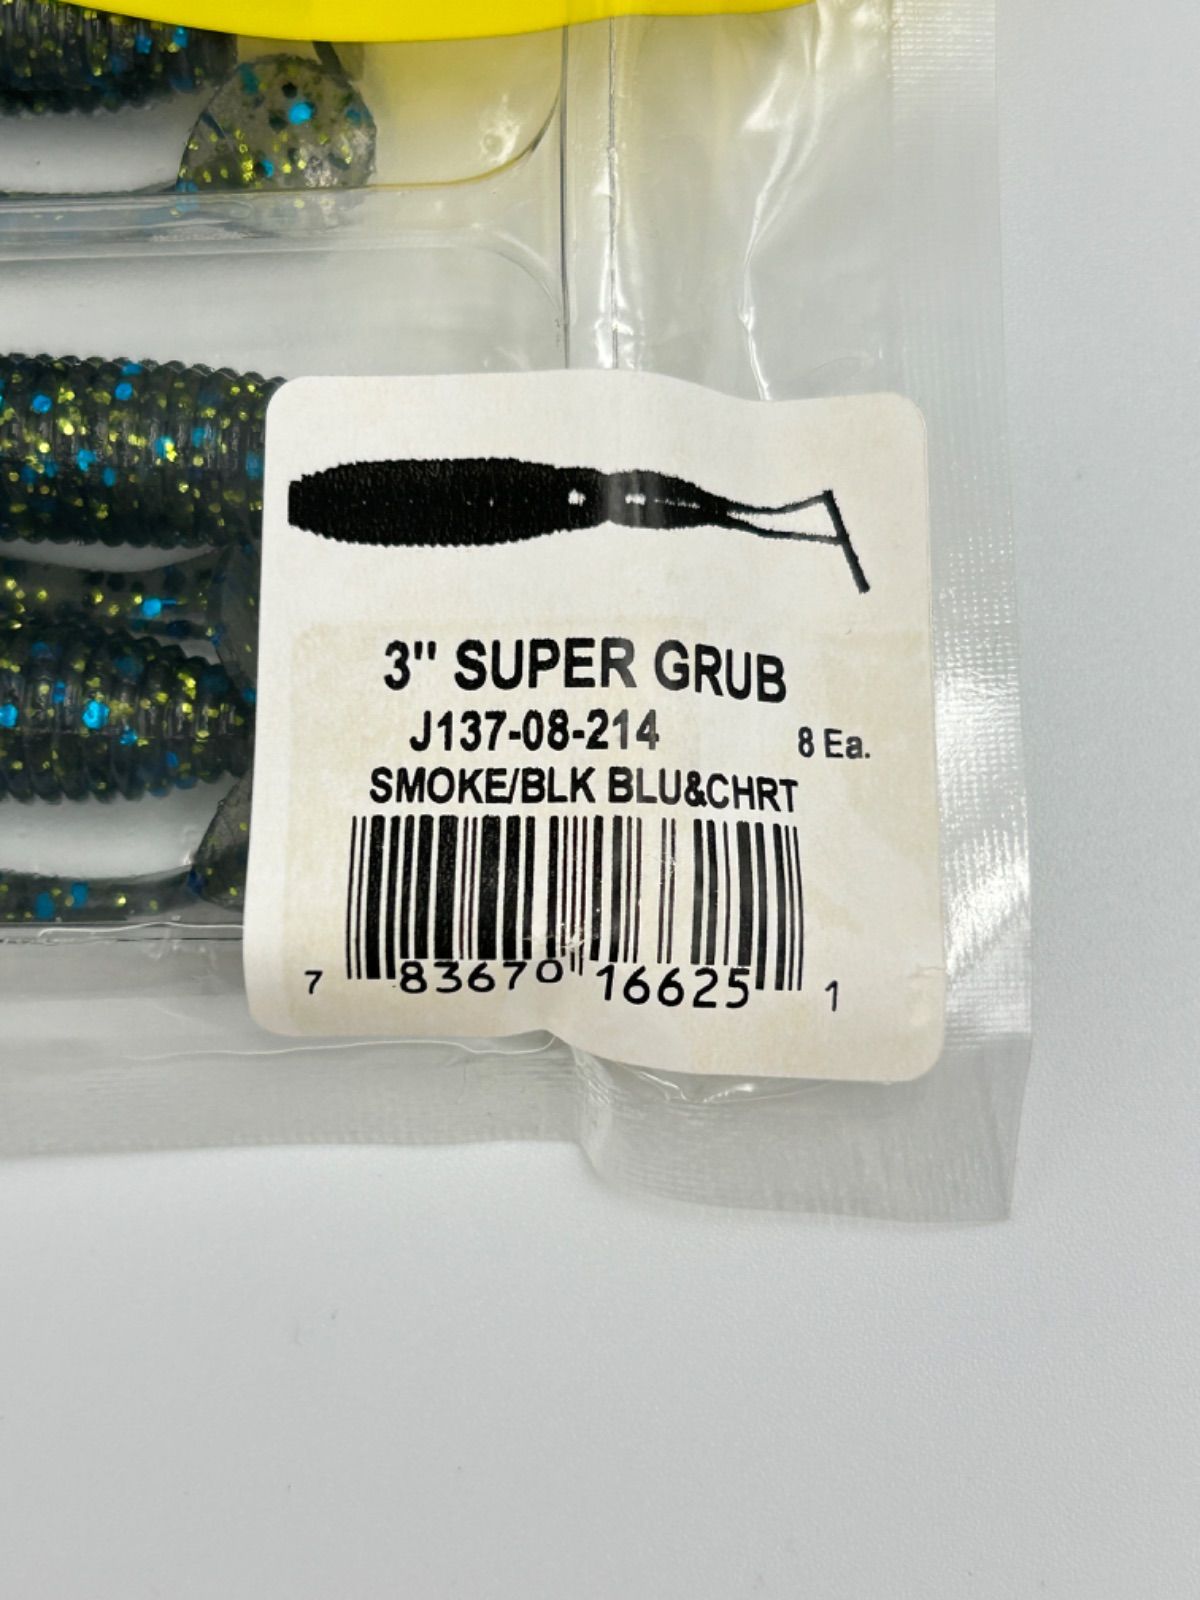 3" SUPER GRUB
J137-08-214 8 Ea.
SMOKE/BLK BLU&CHRT
7 83670 16625 1